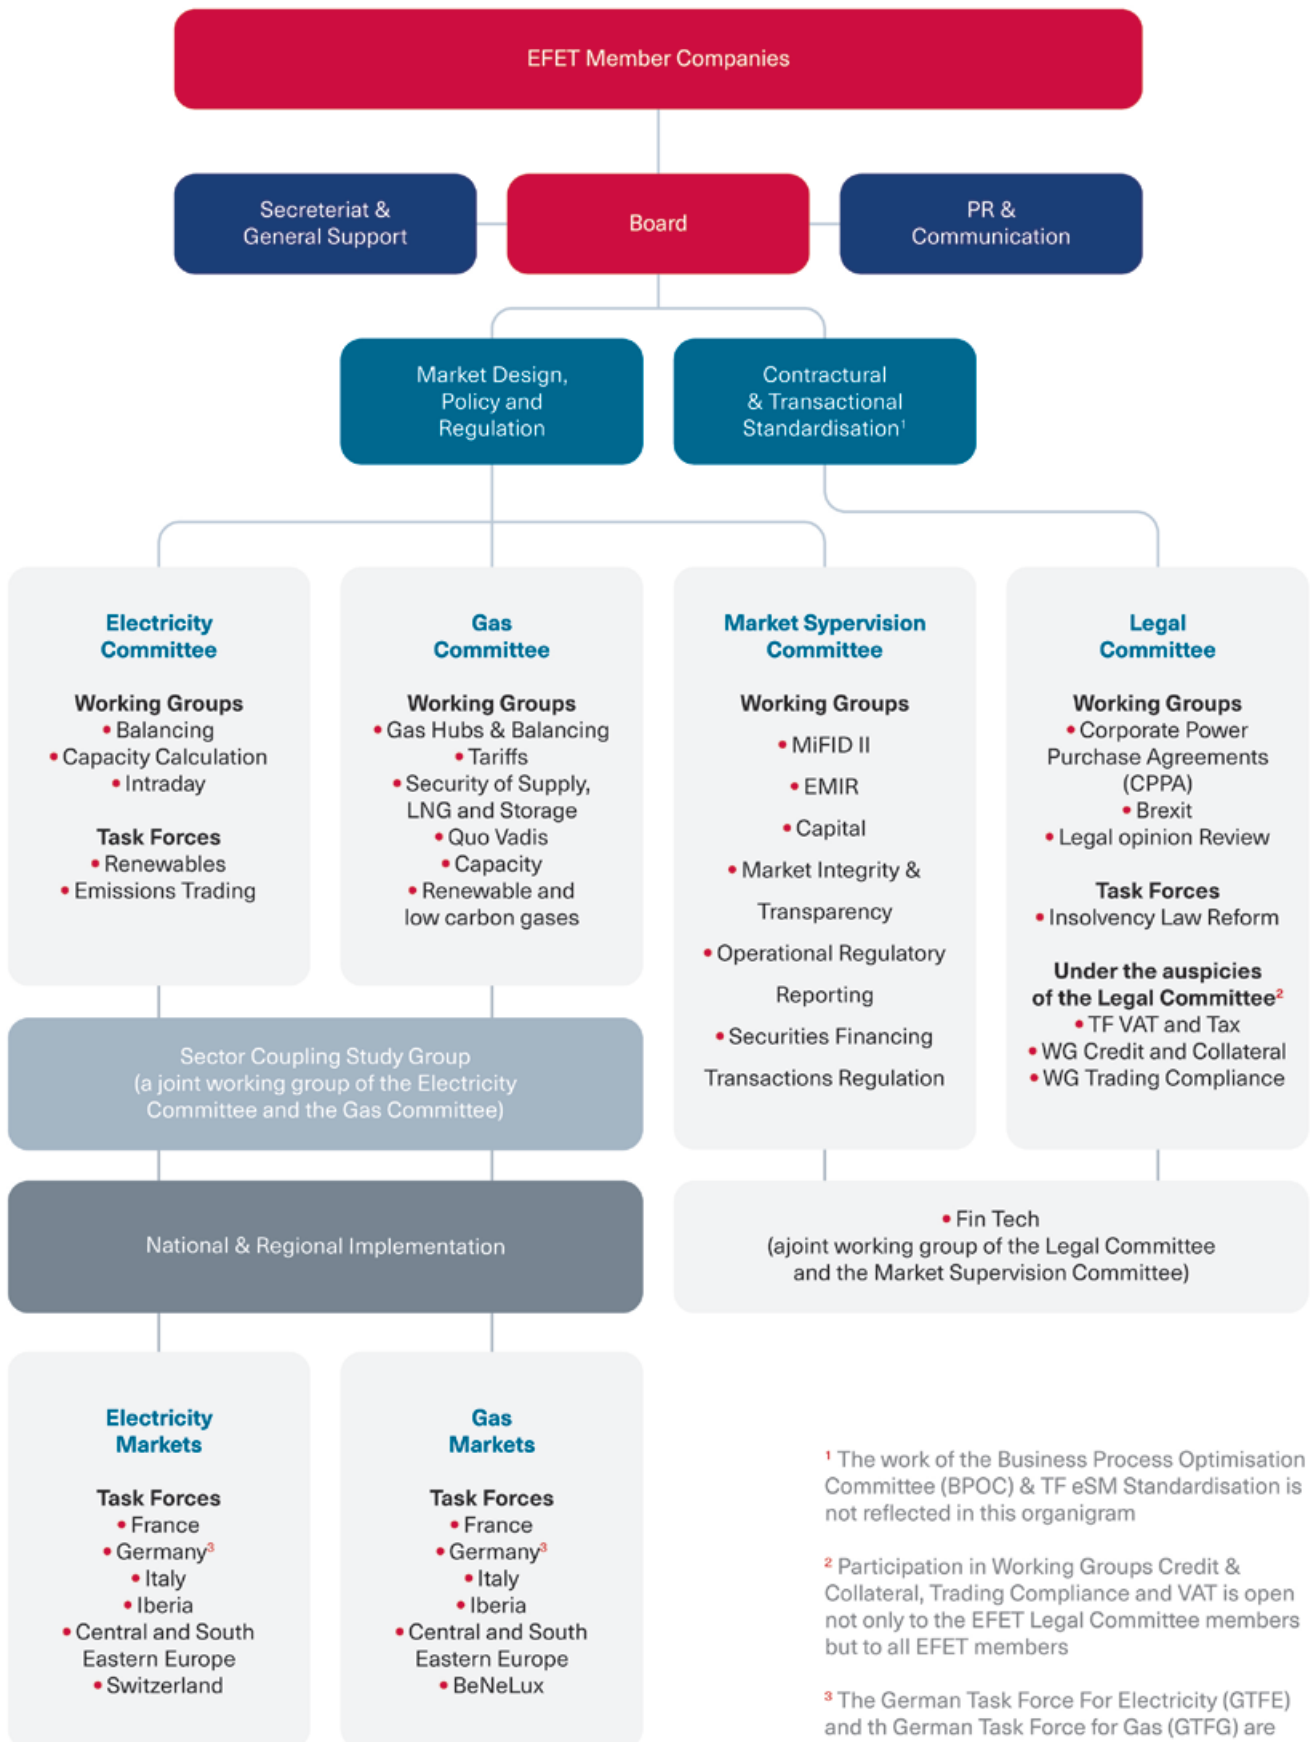 EFET Member Companies
Secreteriat &
General Support
Board
PR &
Communication
Market Design,
Policy and
Regulation
Contractural
& Transactional
Standardisation¹
Electricity
Committee
Working Groups
• Balancing
• Capacity Calculation
• Intraday
Task Forces
• Renewables
• Emissions Trading
Gas
Committee
Working Groups
• Gas Hubs & Balancing
• Tariffs
• Security of Supply,
LNG and Storage
• Quo Vadis
• Capacity
• Renewable and
low carbon gases
Market Sypervision
Committee
Working Groups
• MiFID II
• EMIR
• Capital
• Market Integrity &
Transparency
• Operational Regulatory
Reporting
• Securities Financing
Transactions Regulation
Legal
Committee
Working Groups
• Corporate Power
Purchase Agreements
(CPPA)
• Brexit
• Legal opinion Review
Task Forces
• Insolvency Law Reform
Under the auspicies
of the Legal Committee²
• TF VAT and Tax
• WG Credit and Collateral
• WG Trading Compliance
Sector Coupling Study Group
(a joint working group of the Electricity
Committee and the Gas Committee)
National & Regional Implementation
• Fin Tech
(ajoint working group of the Legal Committee
and the Market Supervision Committee)
Electricity
Markets
Task Forces
• France
• Germany³
• Italy
• Iberia
• Central and South
Eastern Europe
• Switzerland
Gas
Markets
Task Forces
• France
• Germany³
• Italy
• Iberia
• Central and South
Eastern Europe
• BeNeLux
¹ The work of the Business Process Optimisation
Committee (BPOC) & TF eSM Standardisation is
not reflected in this organigram
² Participation in Working Groups Credit &
Collateral, Trading Compliance and VAT is open
not only to the EFET Legal Committee members
but to all EFET members
³ The German Task Force For Electricity (GTFE)
and th German Task Force for Gas (GTFG) are